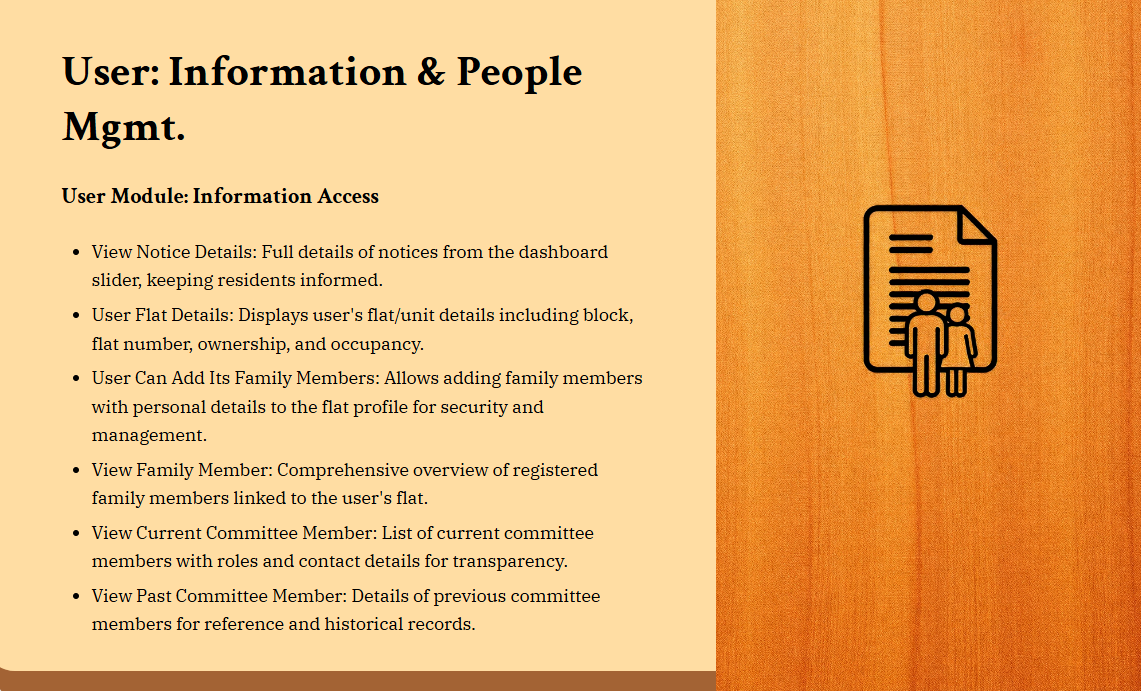 User: Information & People
Mgmt.
User Module: Information Access
View Notice Details: Full details of notices from the dashboard
slider, keeping residents informed.
User Flat Details: Displays user's flat/unit details including block,
flat number, ownership, and occupancy.
User Can Add Its Family Members: Allows adding family members
with personal details to the flat profile for security and
management.
View Family Member: Comprehensive overview of registered
family members linked to the user's flat.
View Current Committee Member: List of current committee
members with roles and contact details for transparency.
View Past Committee Member: Details of previous committee
members for reference and historical records.